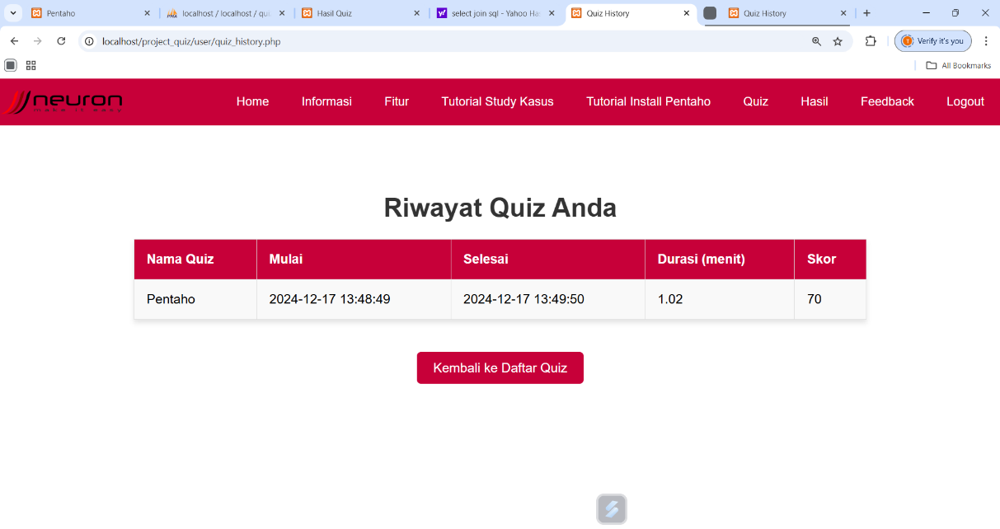 Pentaho
localhost / localhost / qu
Hasil Quiz
select join sql - Yahoo Ha
Quiz History
Quiz History
localhost/project_quiz/user/quiz_history.php
Verify it's you
All Bookmarks
neuron
make it easy
Home Informasi Fitur Tutorial Study Kasus Tutorial Install Pentaho Quiz Hasil Feedback Logout
Riwayat Quiz Anda
Nama Quiz Mulai Selesai Durasi (menit) Skor
Pentaho 2024-12-17 13:48:49 2024-12-17 13:49:50 1.02 70
Kembali ke Daftar Quiz